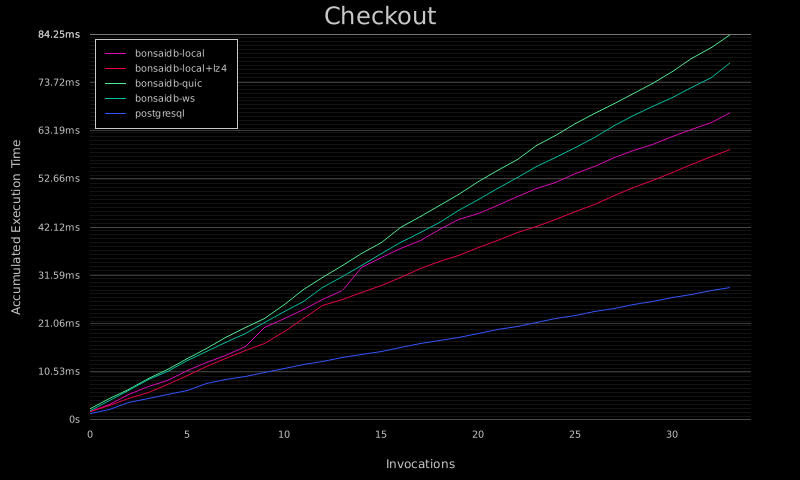 Checkout
84.25ms
73.72ms
63.19ms
52.66ms
42.12ms
31.59ms
21.06ms
10.53ms
0s
bonsaidb-local
bonsaidb-local+lz4
bonsaidb-quic
bonsaidb-ws
postgresql
Accumulated Execution Time
0 5 10 15 20 25 30
Invocations